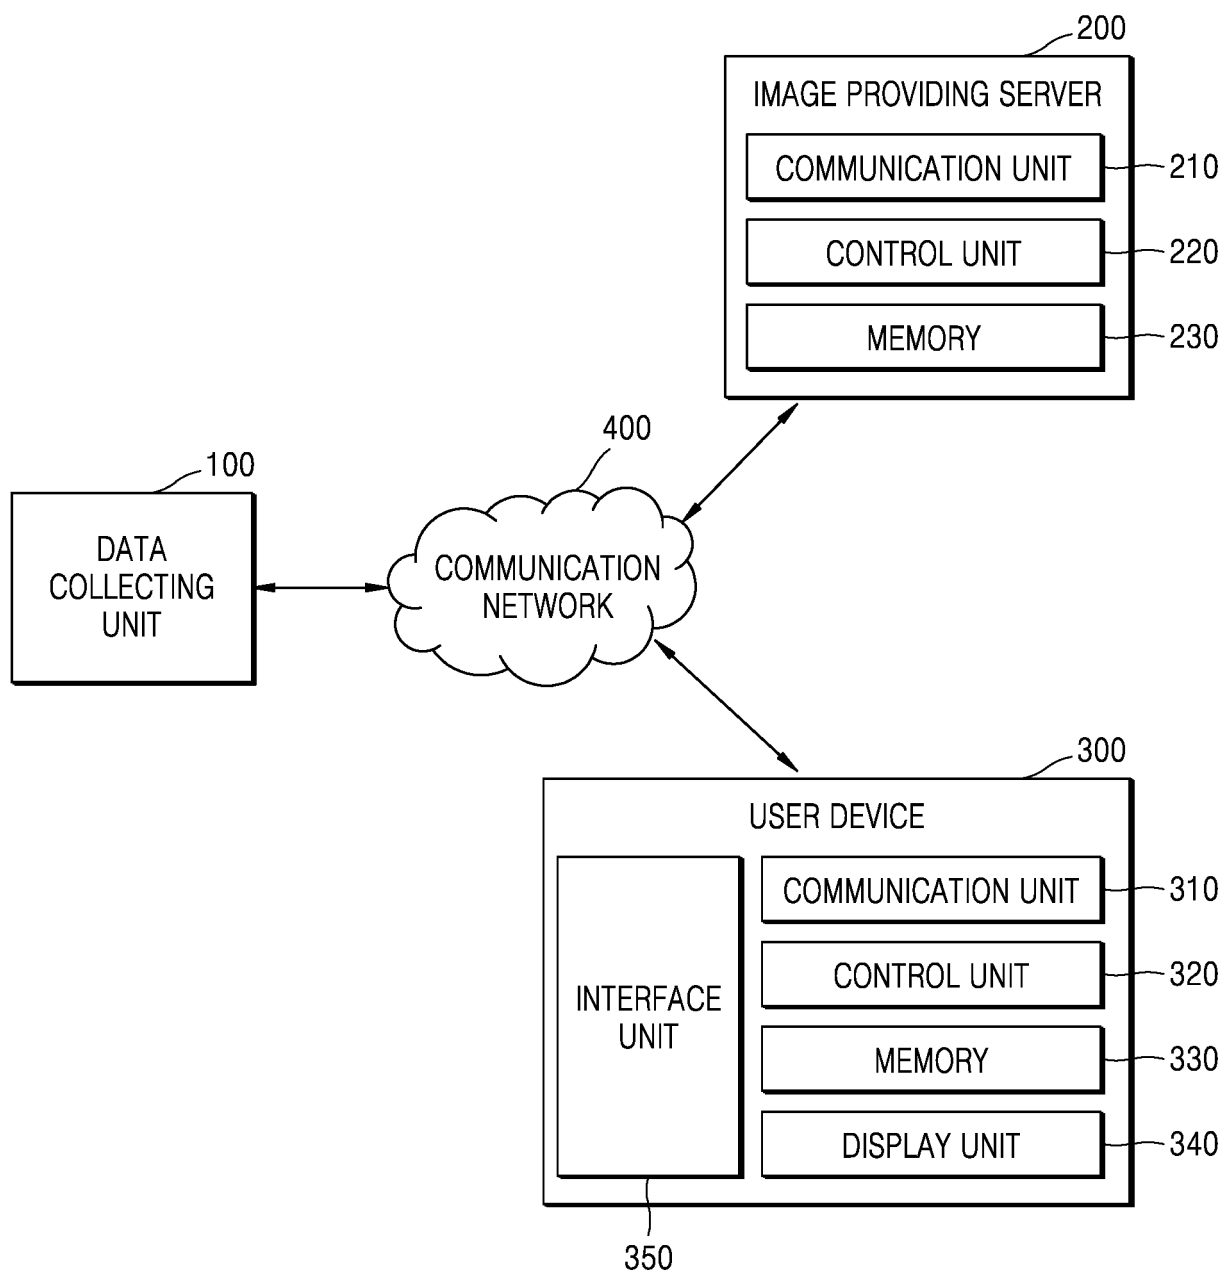 200
IMAGE PROVIDING SERVER
COMMUNICATION UNIT
210
CONTROL UNIT
220
MEMORY
230
400
100
DATA
COLLECTING
UNIT
COMMUNICATION
NETWORK
300
USER DEVICE
COMMUNICATION UNIT
310
CONTROL UNIT
320
INTERFACE
UNIT
MEMORY
330
DISPLAY UNIT
340
350